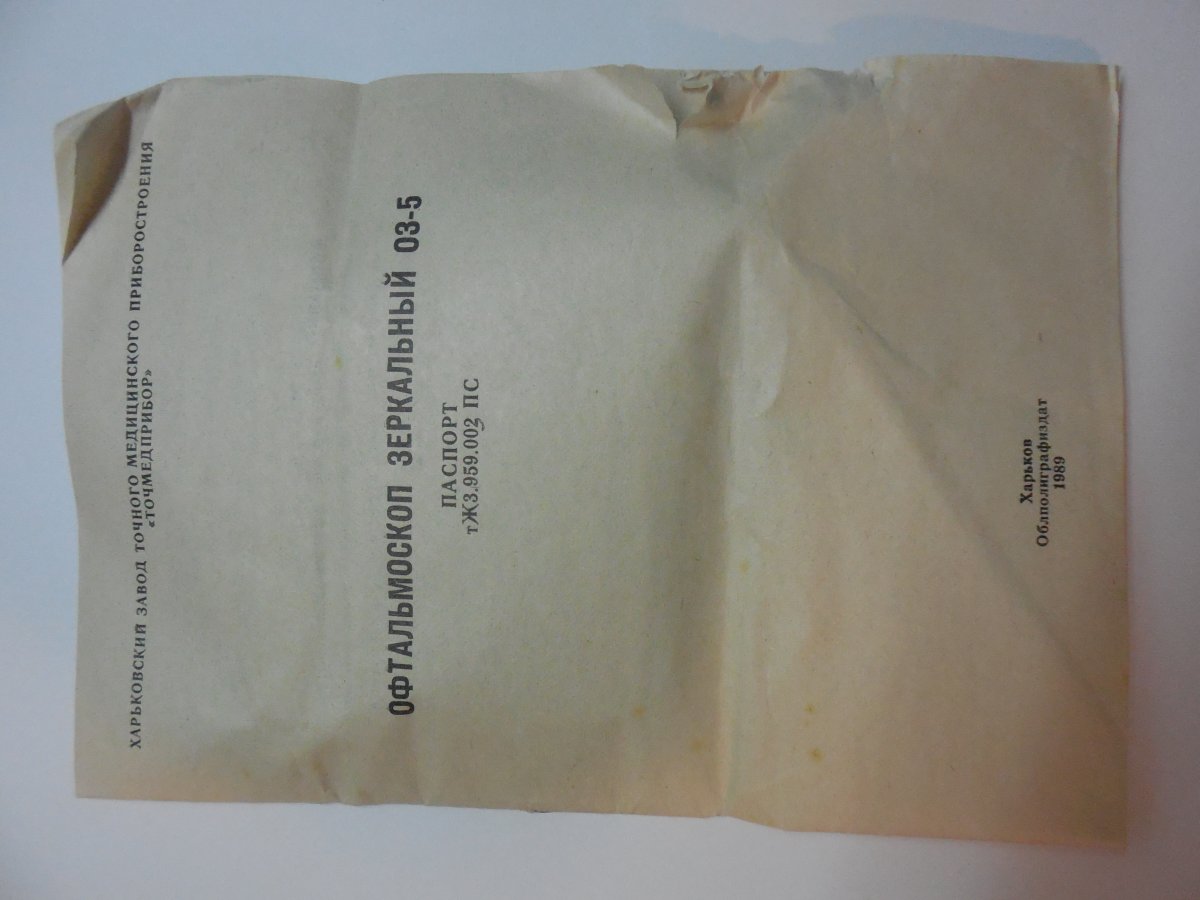 ХАРЬКОВСКИЙ ЗАВОД ТОЧНОГО МЕДИЦИНСКОГО ПРИБОРОСТРОЕНИЯ
«ТОЧМЕДПРИБОР»
ОФТАЛЬМОСКОП ЗЕРКАЛЬНЫЙ ОЗ-5
ПАСПОРТ
тЖ3.959.002 ПС
Харьков
Облполиграфиздат
1989